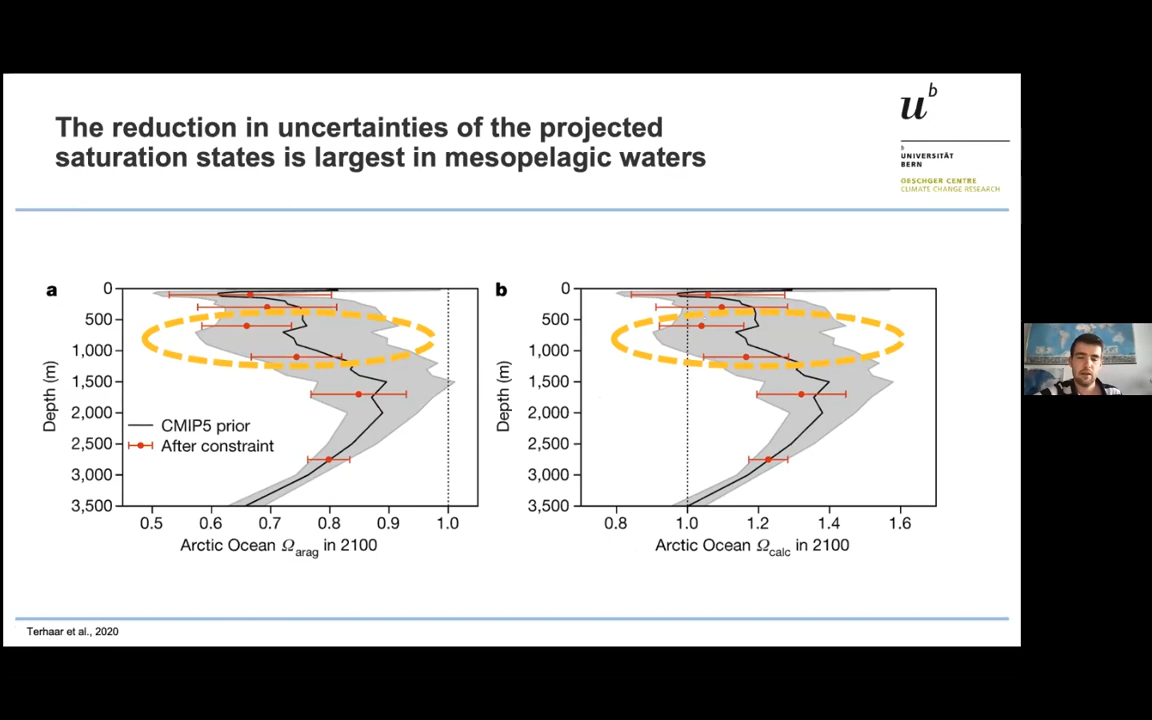 The reduction in uncertainties of the projected
saturation states is largest in mesopelagic waters
u^b
b
UNIVERSITÄT
BERN
OESCHGER CENTRE
CLIMATE CHANGE RESEARCH
a
0
500
1,000
1,500
2,000
2,500
3,000
3,500
Depth (m)
CMIP5 prior
After constraint
0.5 0.6 0.7 0.8 0.9 1.0
Arctic Ocean Ωarag in 2100
b
0
500
1,000
1,500
2,000
2,500
3,000
3,500
Depth (m)
0.8 1.0 1.2 1.4 1.6
Arctic Ocean Ωcalc in 2100
Terhaar et al., 2020